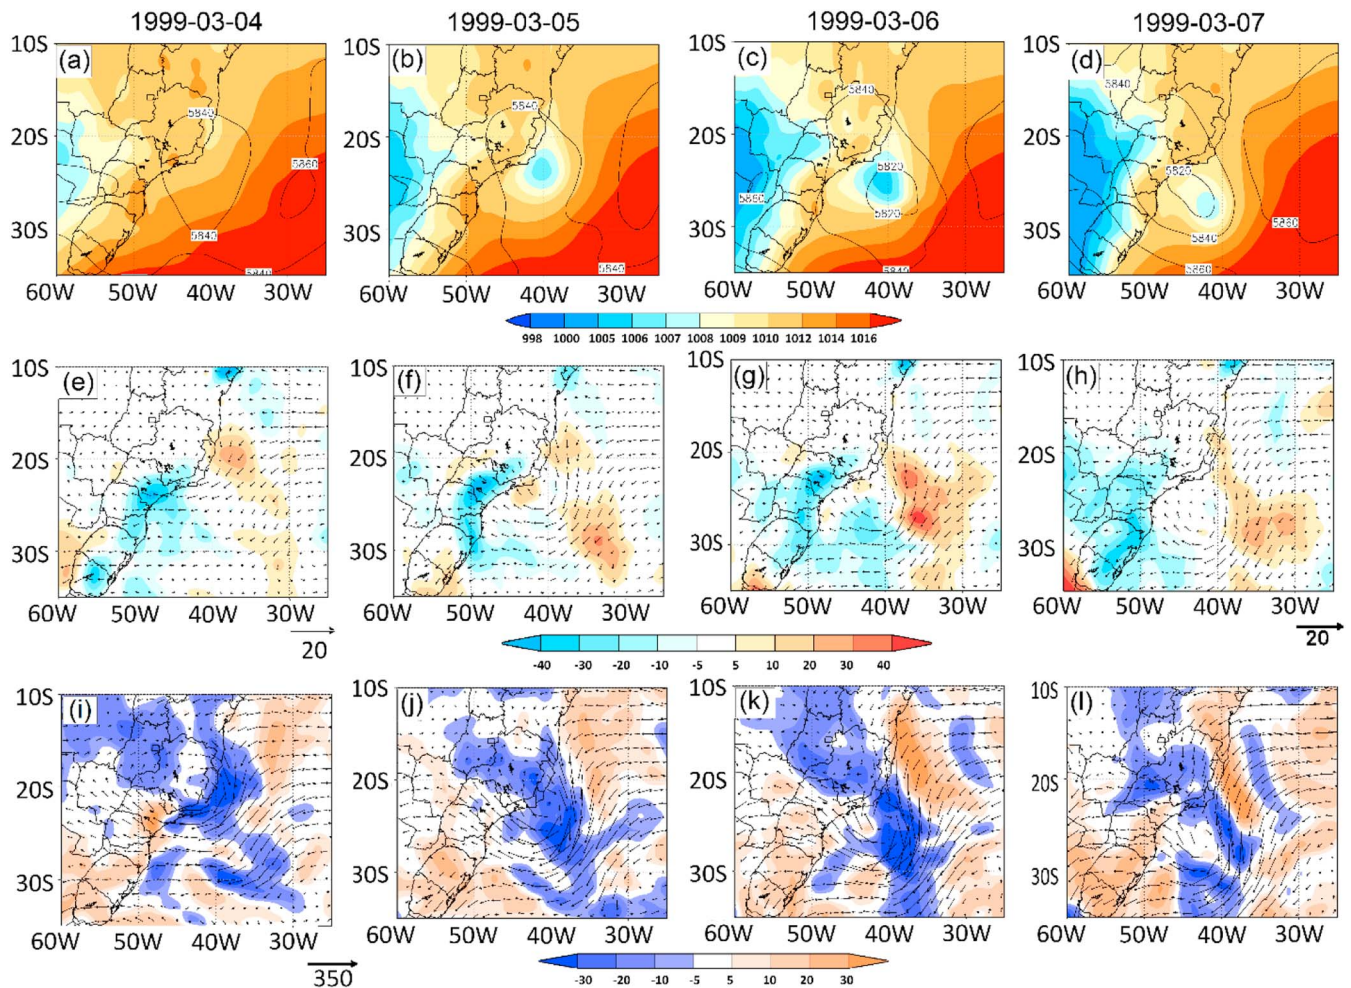 1999-03-04 1999-03-05 1999-03-06 1999-03-07
(a) (b) (c) (d)
10S 10S 10S 10S
5840 5840 5840 5840
20S 20S 20S 20S
5860 5820 5820
5860 5860
5820
30S 5840 30S 30S 30S 5840
5840 5840 5840 5860
60W 50W 40W 30W 60W 50W 40W 30W 60W 50W 40W 30W 60W 50W 40W 30W
998 1000 1005 1006 1007 1008 1009 1010 1012 1014 1016
(e) (f) (g) (h)
10S 10S 10S 10S
20S 20S 20S 20S
30S 30S 30S 30S
60W 50W 40W 30W 60W 50W 40W 30W 60W 50W 40W 30W 60W 50W 40W 30W
20 20
-40 -30 -20 -10 -5 5 10 20 30 40
(i) (j) (k) (l)
10S 10S 10S 10S
20S 20S 20S 20S
30S 30S 30S 30S
60W 50W 40W 30W 60W 50W 40W 30W 60W 50W 40W 30W 60W 50W 40W 30W
350
-30 -20 -10 -5 5 10 20 30